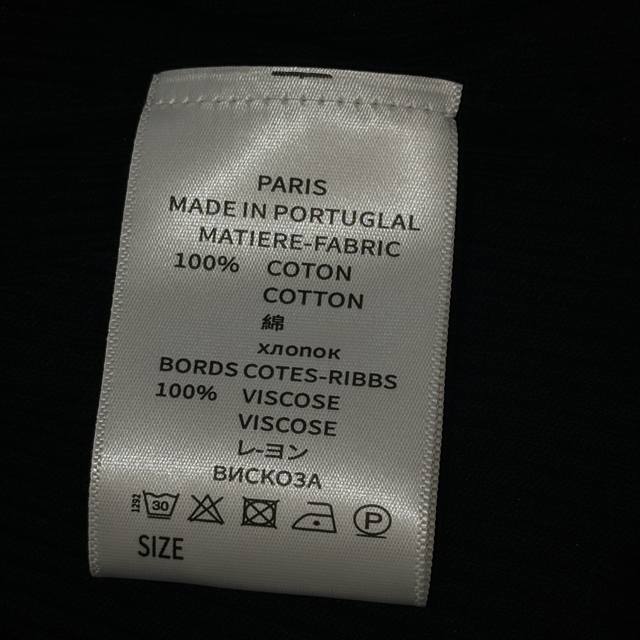 PARIS
MADE IN PORTUGLAL
MATIERE-FABRIC
100% COTON
COTTON
綿
хлопок
BORDS COTES-RIBBS
100% VISCOSE
VISCOSE
レ-ヨン
ВИСКОЗА
1292 30 P
SIZE